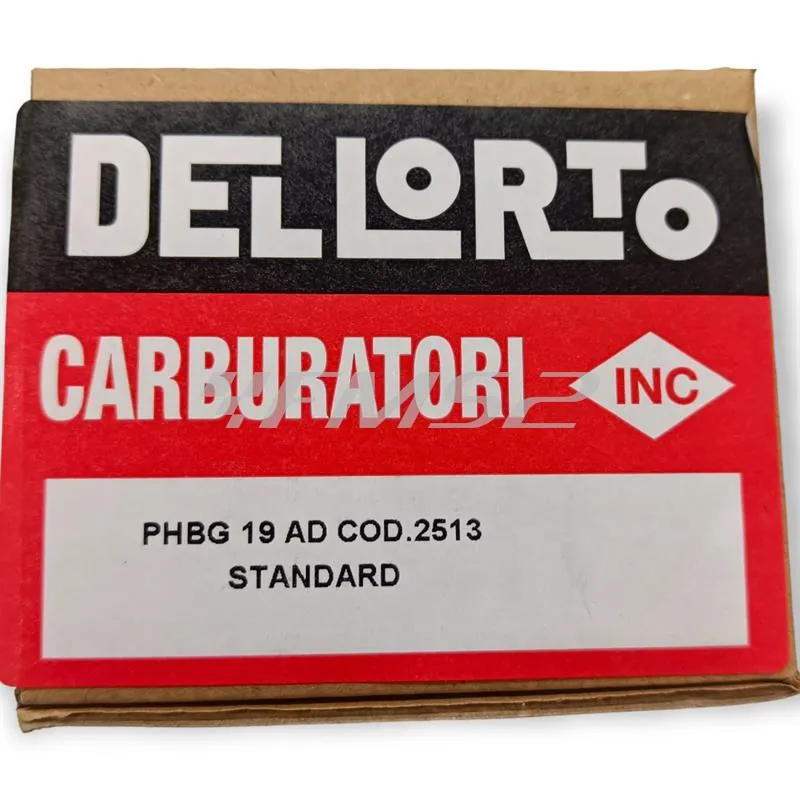 DELLORTO
CARBURATORI INC
PHBG 19 AD COD.2513
STANDARD